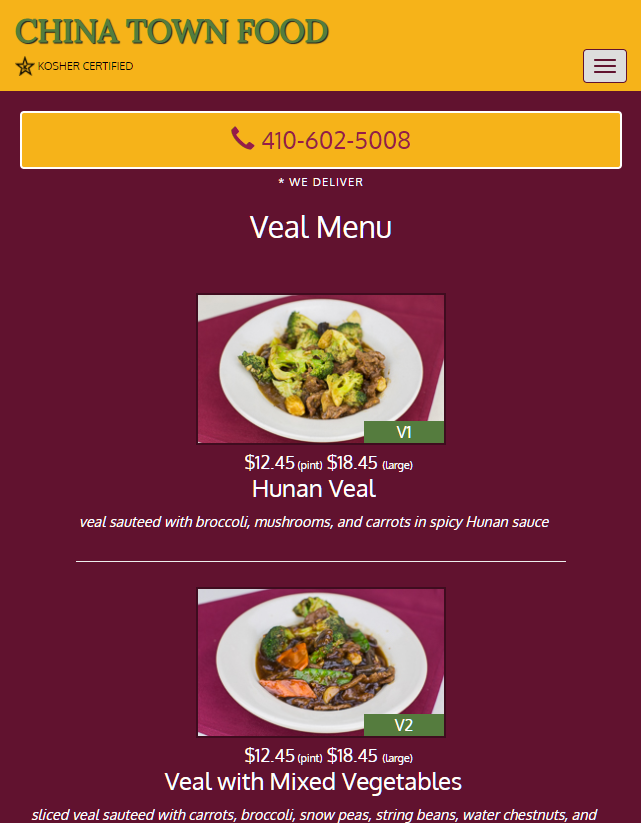 CHINA TOWN FOOD
KOSHER CERTIFIED
410-602-5008
* WE DELIVER
Veal Menu
V1
$12.45 (pint) $18.45 (large)
Hunan Veal
veal sauteed with broccoli, mushrooms, and carrots in spicy Hunan sauce
V2
$12.45 (pint) $18.45 (large)
Veal with Mixed Vegetables
sliced veal sauteed with carrots, broccoli, snow peas, string beans, water chestnuts, and